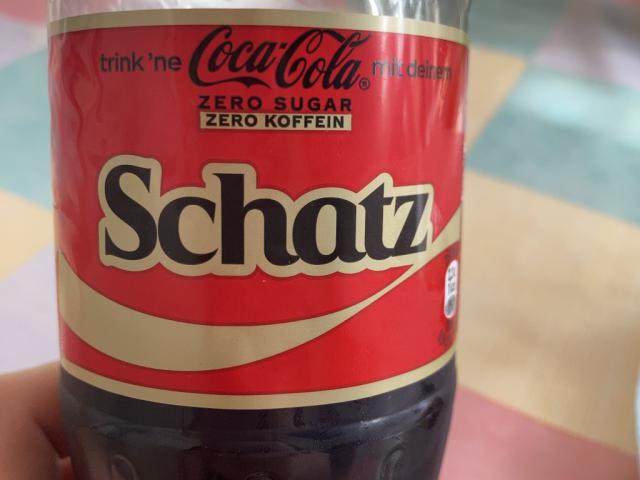 trink 'ne Coca-Cola® mit deinem
ZERO SUGAR
ZERO KOFFEIN
Schatz